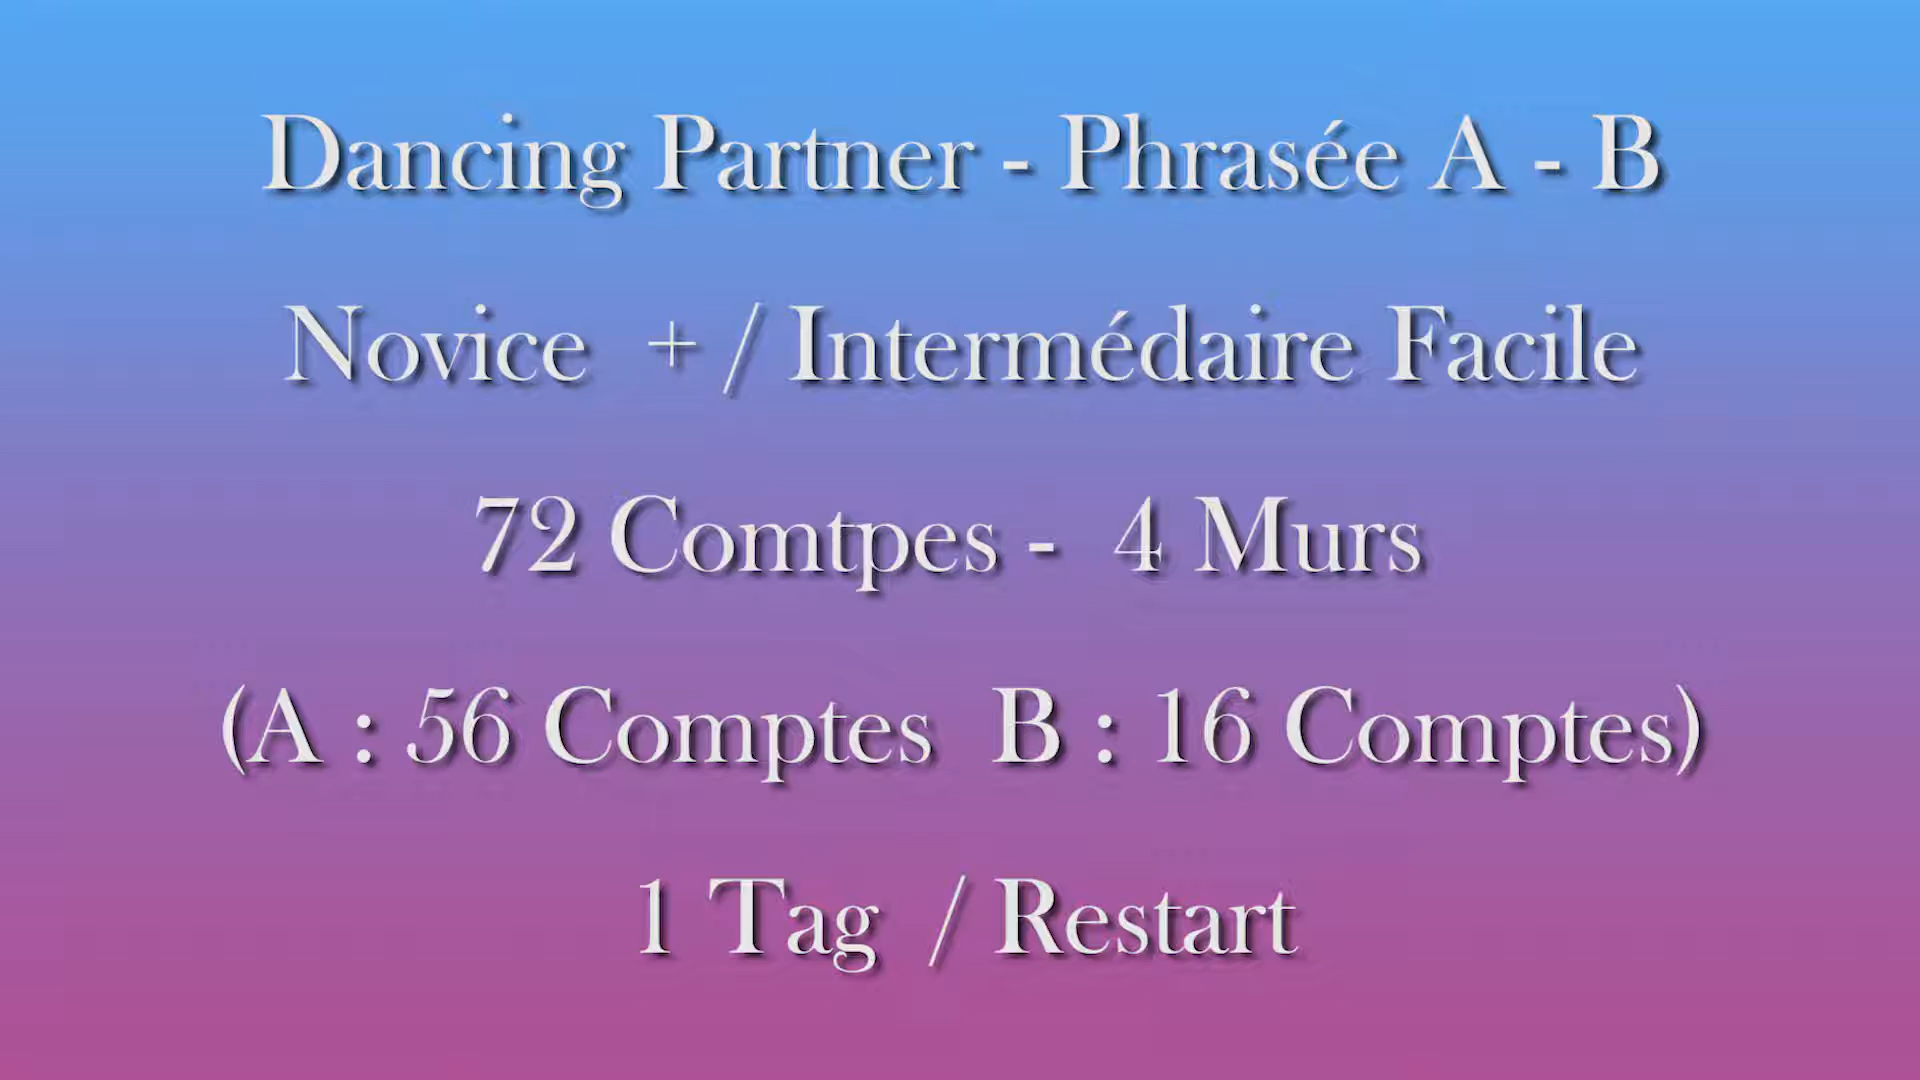 Dancing Partner - Phrasée A - B
Novice + / Intermédaire Facile
72 Comtpes - 4 Murs
(A : 56 Comptes B : 16 Comptes)
1 Tag / Restart